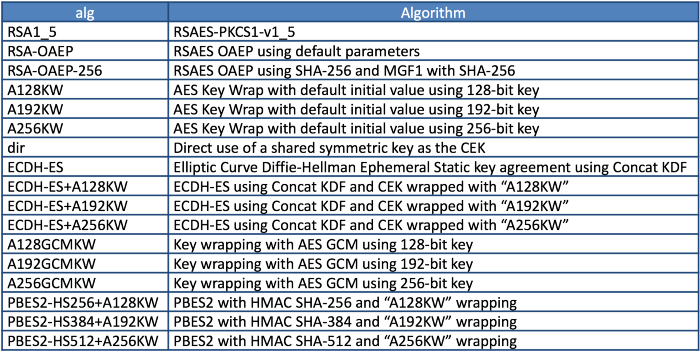 alg Algorithm
RSA1_5 RSAES-PKCS1-v1_5
RSA-OAEP RSAES OAEP using default parameters
RSA-OAEP-256 RSAES OAEP using SHA-256 and MGF1 with SHA-256
A128KW AES Key Wrap with default initial value using 128-bit key
A192KW AES Key Wrap with default initial value using 192-bit key
A256KW AES Key Wrap with default initial value using 256-bit key
dir Direct use of a shared symmetric key as the CEK
ECDH-ES Elliptic Curve Diffie-Hellman Ephemeral Static key agreement using Concat KDF
ECDH-ES+A128KW ECDH-ES using Concat KDF and CEK wrapped with “A128KW”
ECDH-ES+A192KW ECDH-ES using Concat KDF and CEK wrapped with “A192KW”
ECDH-ES+A256KW ECDH-ES using Concat KDF and CEK wrapped with “A256KW”
A128GCMKW Key wrapping with AES GCM using 128-bit key
A192GCMKW Key wrapping with AES GCM using 192-bit key
A256GCMKW Key wrapping with AES GCM using 256-bit key
PBES2-HS256+A128KW PBES2 with HMAC SHA-256 and “A128KW” wrapping
PBES2-HS384+A192KW PBES2 with HMAC SHA-384 and “A192KW” wrapping
PBES2-HS512+A256KW PBES2 with HMAC SHA-512 and “A256KW” wrapping